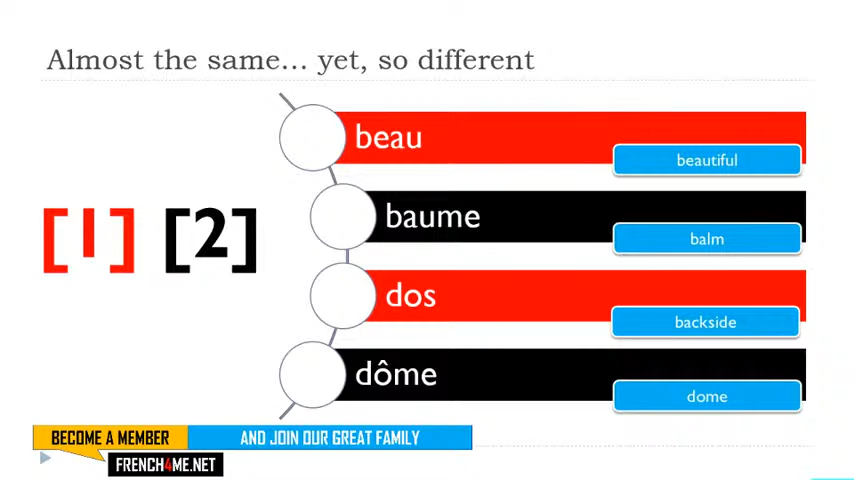 Almost the same... yet, so different
[1] [2]
beau
beautiful
baume
balm
dos
backside
dôme
dome
BECOME A MEMBER AND JOIN OUR GREAT FAMILY
FRENCH4ME.NET